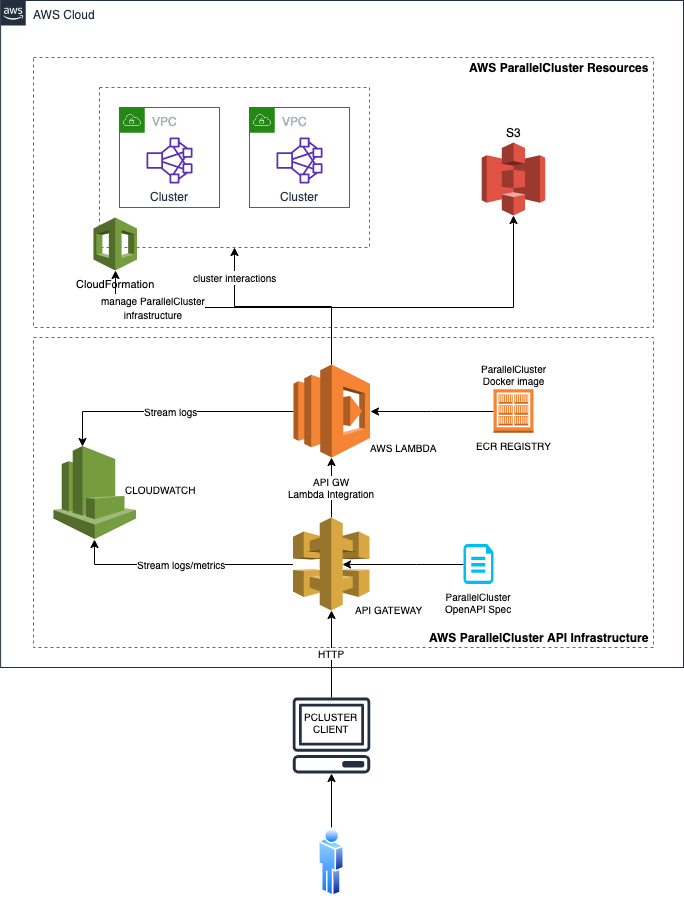 aws
AWS Cloud
AWS ParallelCluster Resources
VPC
Cluster
VPC
Cluster
S3
CloudFormation
cluster interactions
manage ParallelCluster
infrastructure
ParallelCluster
Docker image
Stream logs
AWS LAMBDA
ECR REGISTRY
CLOUDWATCH
API GW
Lambda Integration
Stream logs/metrics
ParallelCluster
OpenAPI Spec
API GATEWAY
AWS ParallelCluster API Infrastructure
HTTP
PCLUSTER
CLIENT